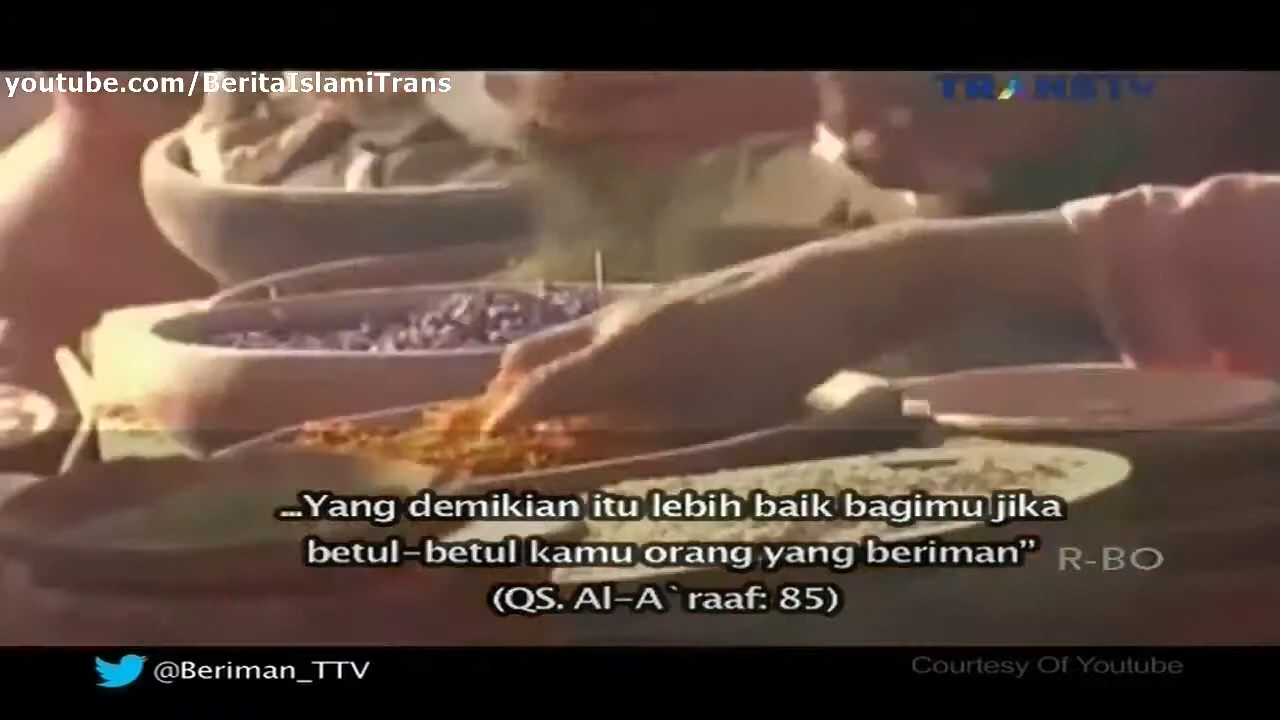 youtube.com/BeritaIslamiTrans
TRANSTV
...Yang demikian itu lebih baik bagimu jika
betul-betul kamu orang yang beriman”
(QS. Al-A`raaf: 85)
R-BO
@Beriman_TTV
Courtesy Of Youtube